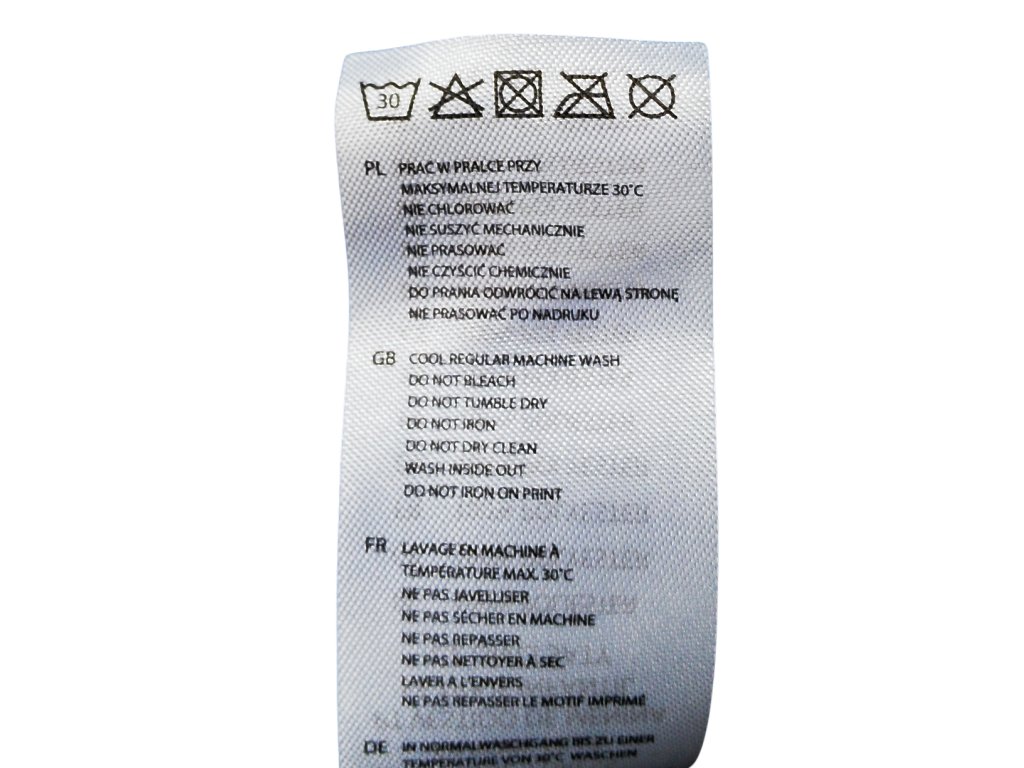 30
PL PRAĆ W PRALCE PRZY
MAKSYMALNEJ TEMPERATURZE 30°C
NIE CHLOROWAĆ
NIE SUSZYĆ MECHANICZNIE
NIE PRASOWAĆ
NIE CZYŚCIĆ CHEMICZNIE
DO PRANIA ODWRÓCIĆ NA LEWĄ STRONĘ
NIE PRASOWAĆ PO NADRUKU
GB COOL REGULAR MACHINE WASH
DO NOT BLEACH
DO NOT TUMBLE DRY
DO NOT IRON
DO NOT DRY CLEAN
WASH INSIDE OUT
DO NOT IRON ON PRINT
FR LAVAGE EN MACHINE À
TEMPÉRATURE MAX. 30°C
NE PAS JAVELLISER
NE PAS SÉCHER EN MACHINE
NE PAS REPASSER
NE PAS NETTOYER À SEC
LAVER A L'ENVERS
NE PAS REPASSER LE MOTIF IMPRIMÉ
DE IN NORMALWASCHGANG BIS ZU EINER
TEMPERATURE VON 30°C WASCHEN